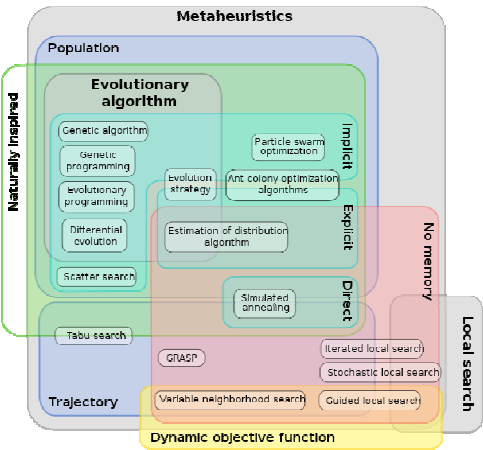 Metaheuristics
Population
Naturally inspired
Evolutionary
algorithm
Implicit
Genetic algorithm
Particle swarm
optimization
Genetic
programming
Evolution
strategy
Ant colony optimization
algorithms
Evolutionary
programming
Explicit
Differential
evolution
Estimation of distribution
algorithm
No memory
Scatter search
Direct
Simulated
annealing
Local search
Tabu search
GRASP
Iterated local search
Stochastic local search
Trajectory
Variable neighborhood search
Guided local search
Dynamic objective function